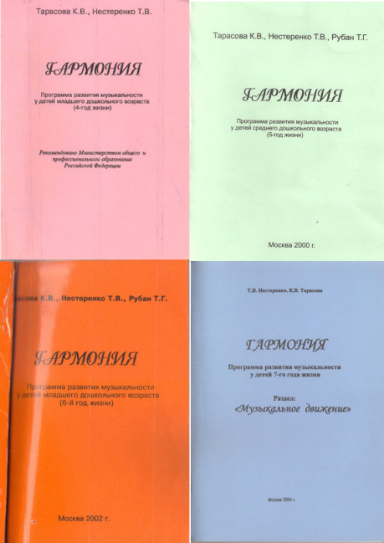 Тарасова К.В., Нестеренко Т.В.
ГАРМОНИЯ
Программа развития музыкальности
у детей младшего дошкольного возраста
(4-год жизни)
Рекомендовано Министерством общего и
профессионального образования
Российской Федерации
Тарасова К.В., Нестеренко Т.В., Рубан Т.Г.
ГАРМОНИЯ
Программа развития музыкальности
у детей среднего дошкольного возраста
(5-год жизни)
Москва 2000 г.
сова К.В., Нестеренко Т.В., Рубан Т.Г.
ГАРМОНИЯ
Программа развития музыкальности
у детей младшего дошкольного возраста
(6-й год жизни)
Москва 2002 г.
Т.В. Нестеренко, К.В. Тарасова
ГАРМОНИЯ
Программа развития музыкальности
у детей 7-го года жизни
Раздел:
«Музыкальное движение»
Москва